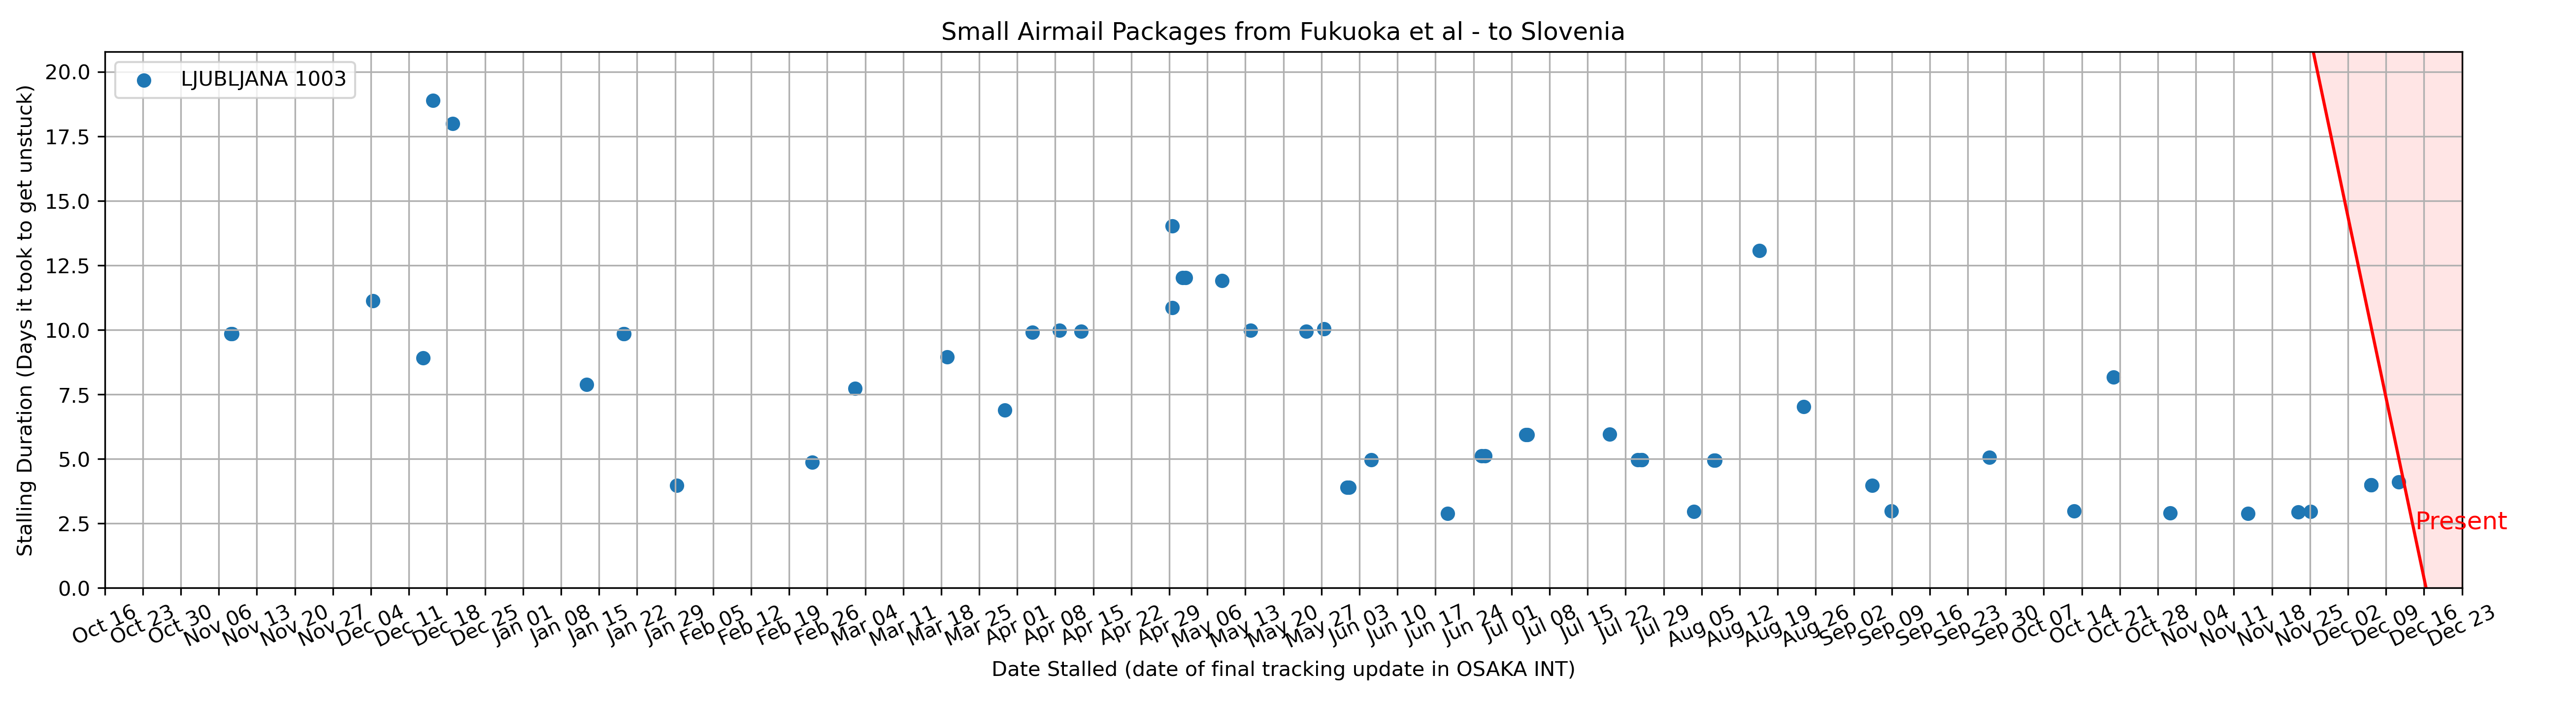 Small Airmail Packages from Fukuoka et al - to Slovenia
LJUBLJANA 1003
Stalling Duration (Days it took to get unstuck)
20.0
17.5
15.0
12.5
10.0
7.5
5.0
2.5
0.0
Present
Oct 16
Oct 23
Oct 30
Nov 06
Nov 13
Nov 20
Nov 27
Dec 04
Dec 11
Dec 18
Dec 25
Jan 01
Jan 08
Jan 15
Jan 22
Jan 29
Feb 05
Feb 12
Feb 19
Feb 26
Mar 04
Mar 11
Mar 18
Mar 25
Apr 01
Apr 08
Apr 15
Apr 22
Apr 29
May 06
May 13
May 20
May 27
Jun 03
Jun 10
Jun 17
Jun 24
Jul 01
Jul 08
Jul 15
Jul 22
Jul 29
Aug 05
Aug 12
Aug 19
Aug 26
Sep 02
Sep 09
Sep 16
Sep 23
Sep 30
Oct 07
Oct 14
Oct 21
Oct 28
Nov 04
Nov 11
Nov 18
Nov 25
Dec 02
Dec 09
Dec 16
Dec 23
Date Stalled (date of final tracking update in OSAKA INT)